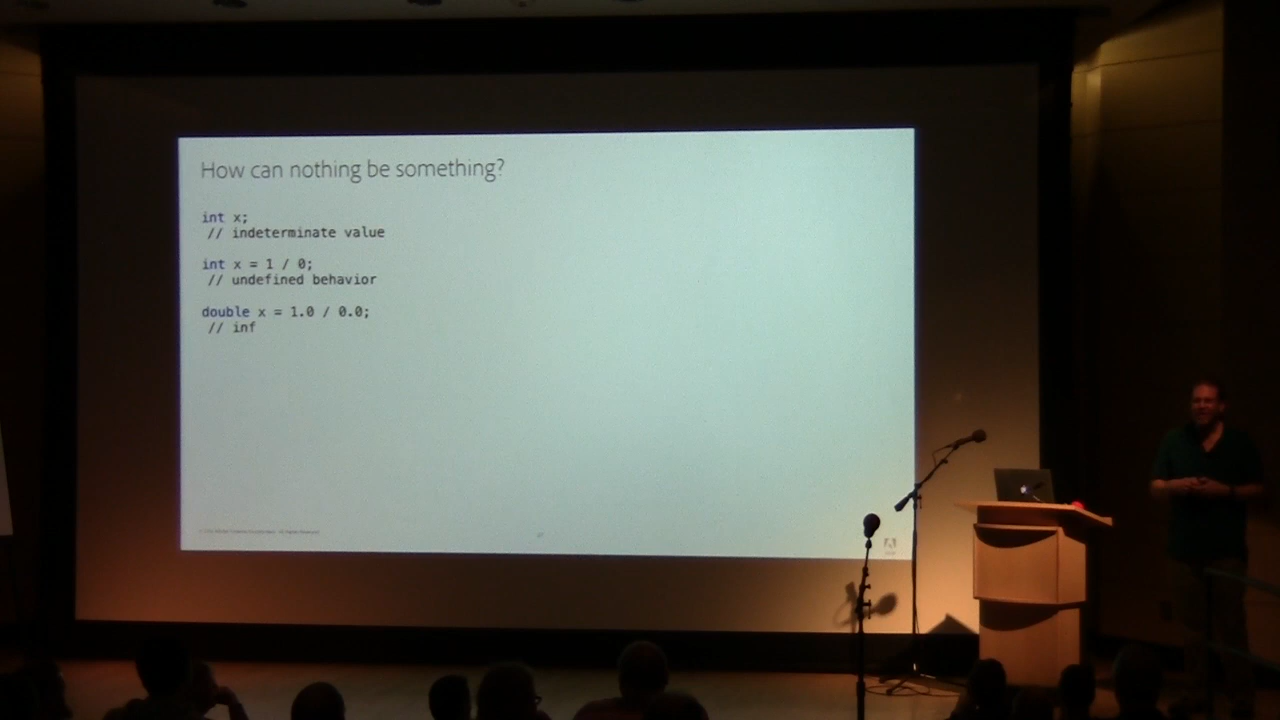 How can nothing be something?
int x;
// indeterminate value
int x = 1 / 0;
// undefined behavior
double x = 1.0 / 0.0;
// inf